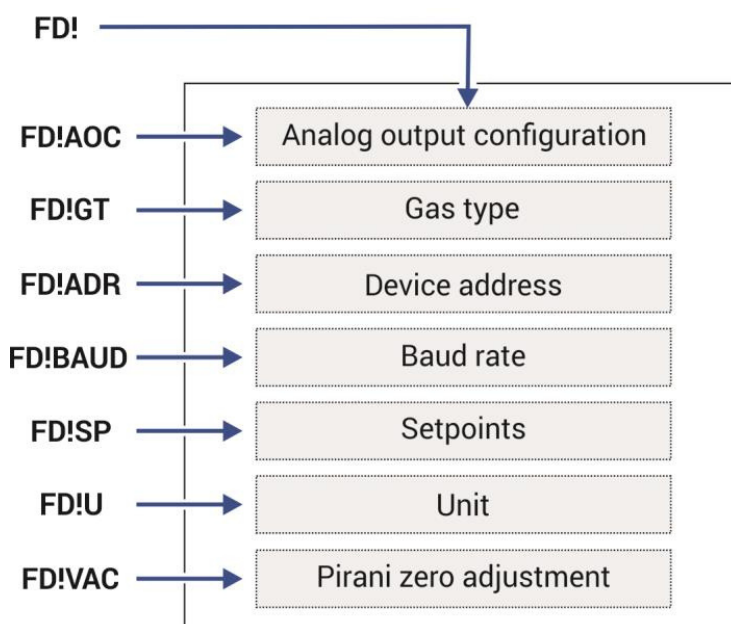 FD!
FD!AOC Analog output configuration
FD!GT Gas type
FD!ADR Device address
FD!BAUD Baud rate
FD!SP Setpoints
FD!U Unit
FD!VAC Pirani zero adjustment